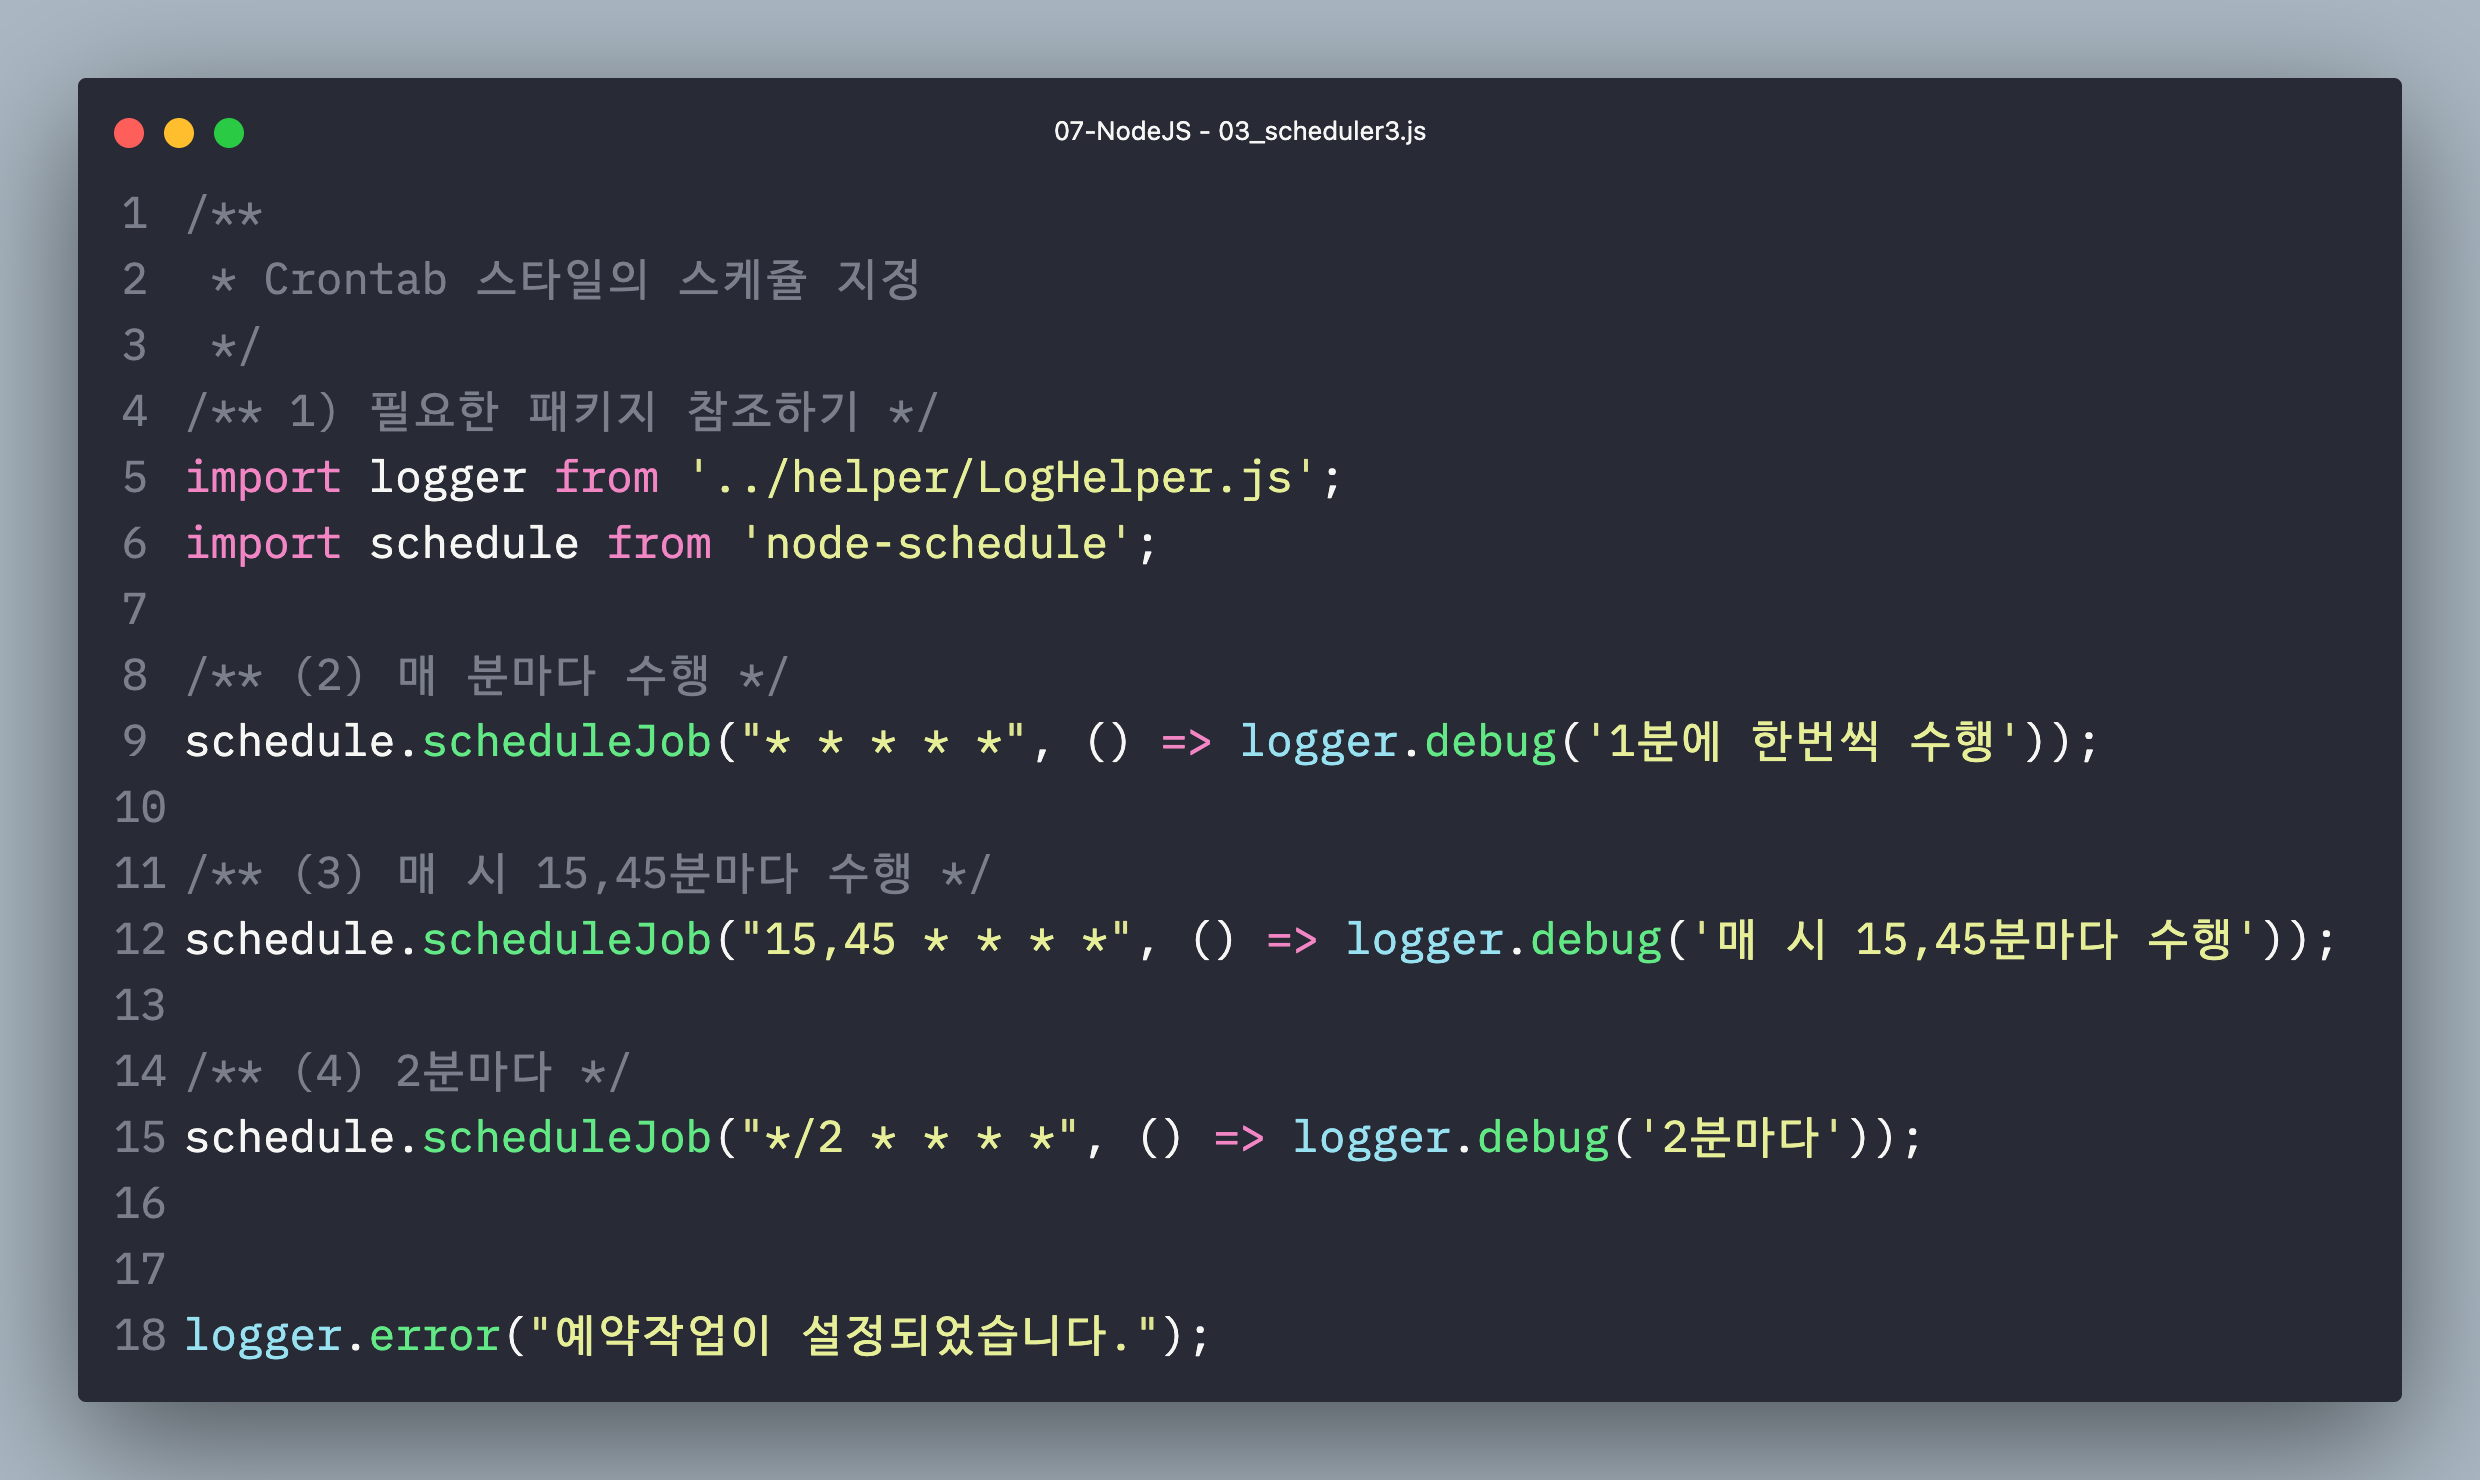 07-NodeJS - 03_scheduler3.js
1 /**
2  * Crontab 스타일의 스케쥴 지정
3  */
4 /** 1) 필요한 패키지 참조하기 */
5 import logger from '../helper/LogHelper.js';
6 import schedule from 'node-schedule';
7
8 /** (2) 매 분마다 수행 */
9 schedule.scheduleJob("* * * * *", () => logger.debug('1분에 한번씩 수행'));
10
11 /** (3) 매 시 15,45분마다 수행 */
12 schedule.scheduleJob("15,45 * * * *", () => logger.debug('매 시 15,45분마다 수행'));
13
14 /** (4) 2분마다 */
15 schedule.scheduleJob("*/2 * * * *", () => logger.debug('2분마다'));
16
17
18 logger.error("예약작업이 설정되었습니다.");